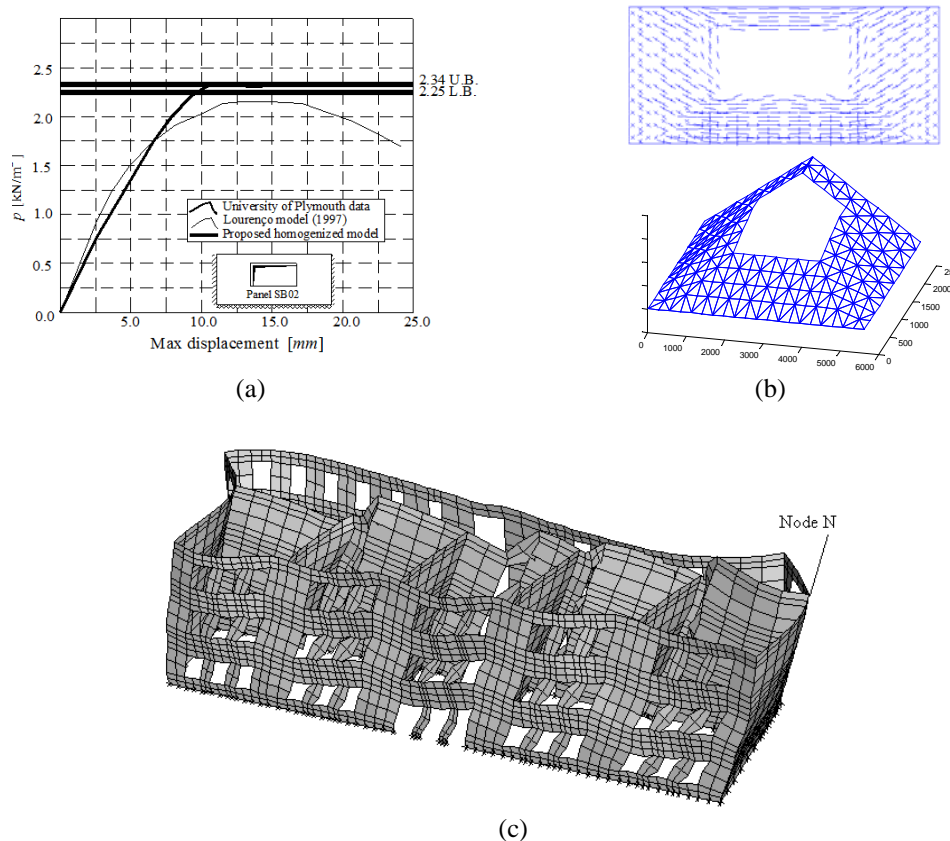 2.5
2.0
1.5
1.0
0.5
0.0
p [kN/m²]
2.34 U.B.
2.25 L.B.
University of Plymouth data
Lourenço model (1997)
Proposed homogenized model
Panel SB02
5.0 10.0 15.0 20.0 25.0
Max displacement [mm]
(a)
0 1000 2000 3000 4000 5000 6000
0 500 1000 1500 2000
(b)
Node N
(c)